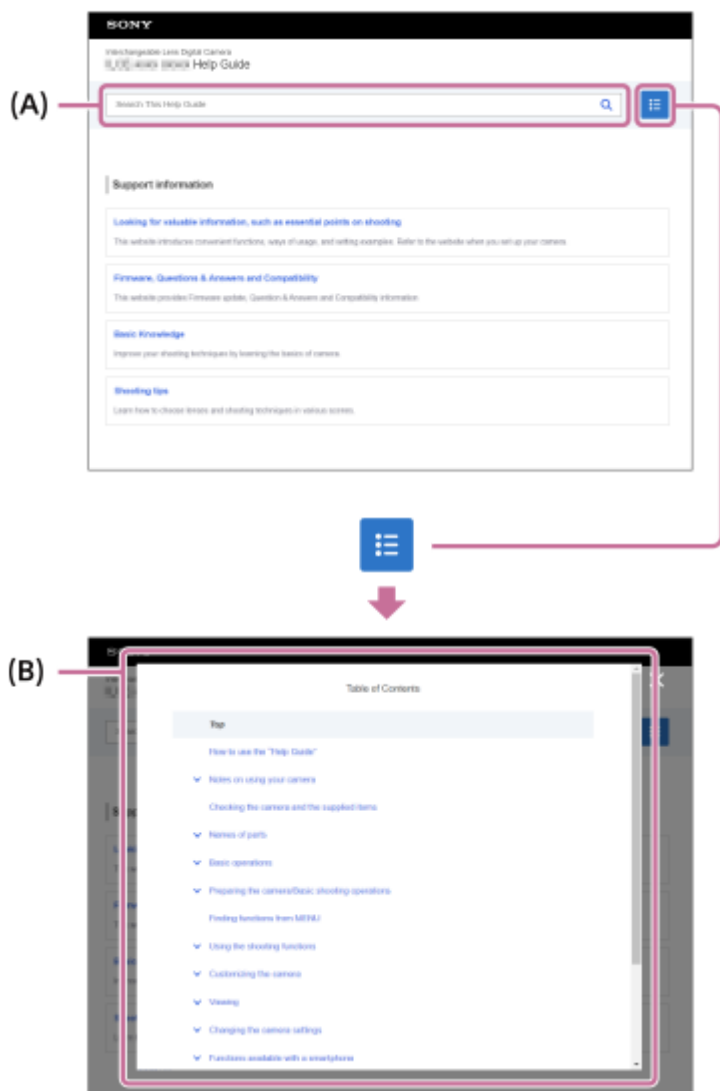 SONY
Interchangeable Lens Digital Camera
Help Guide
(A)
Search This Help Guide
Support information
Looking for valuable information, such as essential points on shooting
This website introduces convenient functions, ways of usage, and setting examples. Refer to the website when you set up your camera.
Firmware, Questions & Answers and Compatibility
This website provides Firmware update, Question & Answers and Compatibility information
Basic Knowledge
Improve your shooting techniques by learning the basics of camera.
Shooting tips
Learn how to choose lenses and shooting techniques in various scenes.
(B)
Table of Contents
Top
How to use the "Help Guide"
Notes on using your camera
Checking the camera and the supplied items
Names of parts
Basic operations
Preparing the camera/Basic shooting operations
Finding functions from MENU
Using the shooting functions
Customizing the camera
Viewing
Changing the camera settings
Functions available with a smartphone